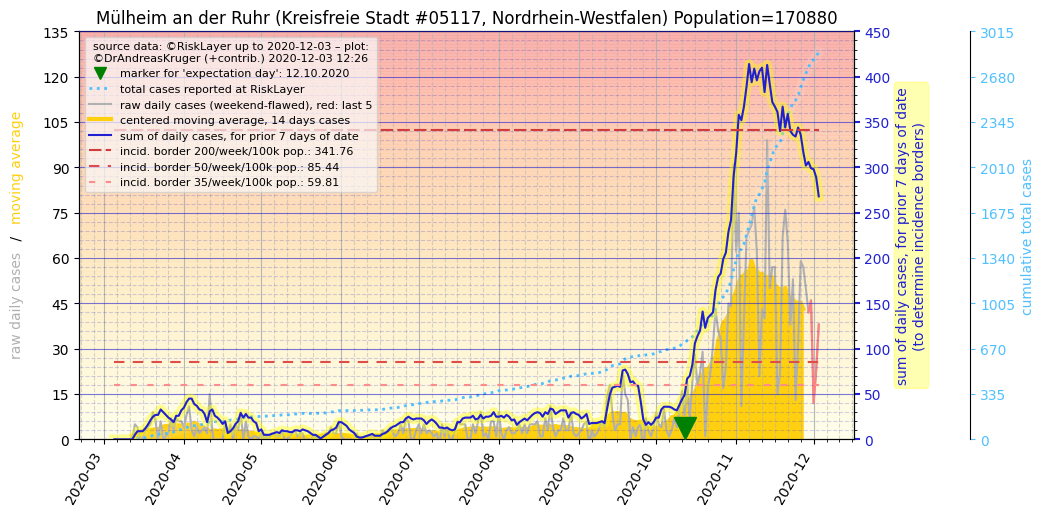 Mülheim an der Ruhr (Kreisfreie Stadt #05117, Nordrhein-Westfalen) Population=170880
source data: ©RiskLayer up to 2020-12-03 – plot:
©DrAndreasKruger (+contrib.) 2020-12-03 12:26
marker for 'expectation day': 12.10.2020
total cases reported at RiskLayer
raw daily cases (weekend-flawed), red: last 5
centered moving average, 14 days cases
sum of daily cases, for prior 7 days of date
incid. border 200/week/100k pop.: 341.76
incid. border 50/week/100k pop.: 85.44
incid. border 35/week/100k pop.: 59.81
raw daily cases / moving average
135
120
105
90
75
60
45
30
15
0
2020-03
2020-04
2020-05
2020-06
2020-07
2020-08
2020-09
2020-10
2020-11
2020-12
450
400
350
300
250
200
150
100
50
0
sum of daily cases, for prior 7 days of date
(to determine incidence borders)
3015
2680
2345
2010
1675
1340
1005
670
335
0
cumulative total cases